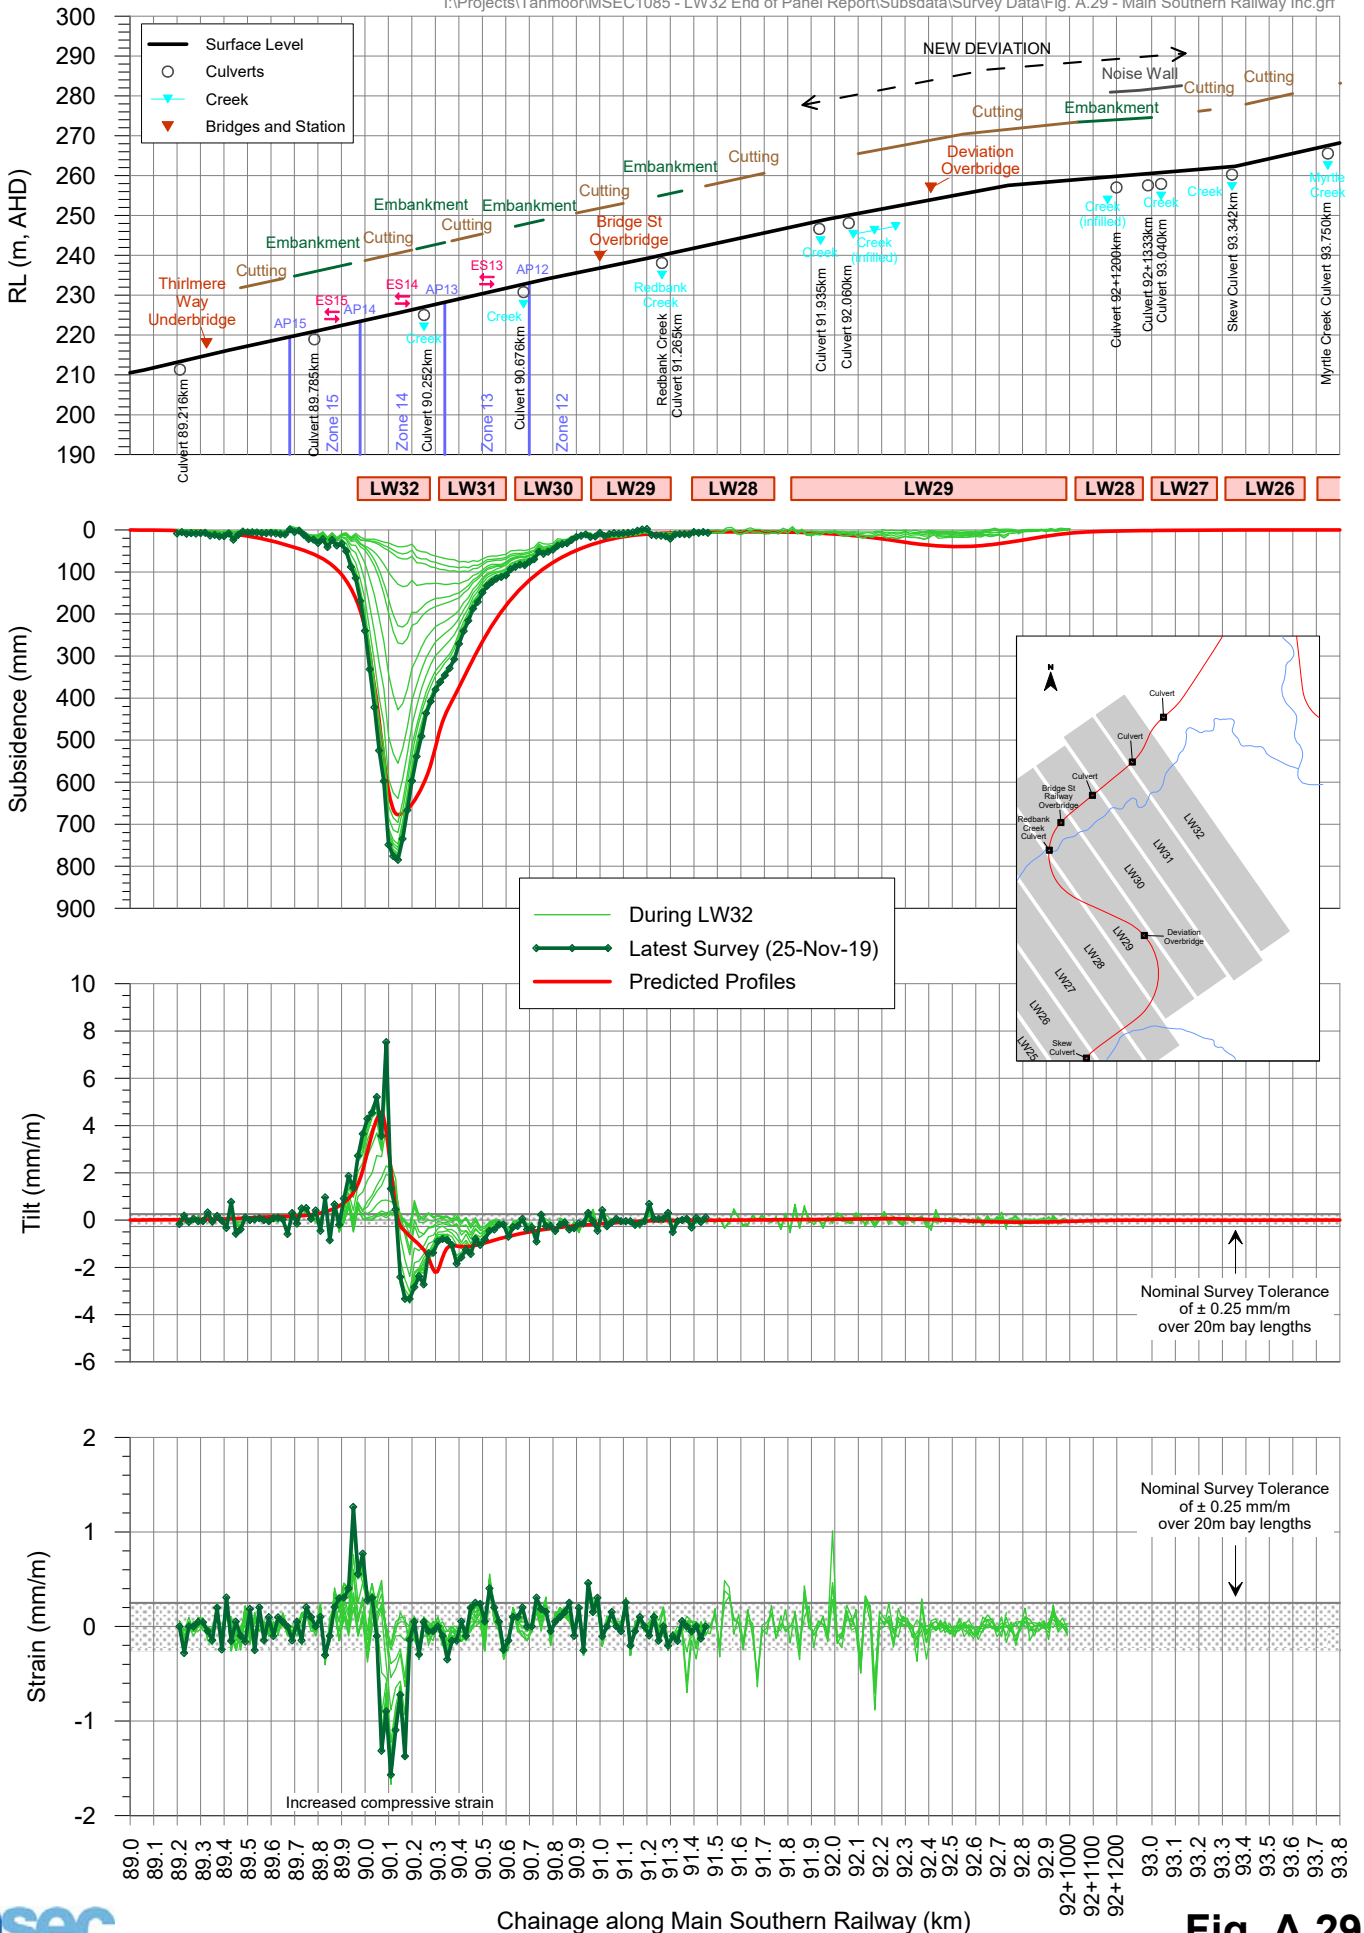 I:\Projects\Tahmoor\MSEC1085 - LW32 End of Panel Report\Subsdata\Survey Data\Fig. A.29 - Main Southern Railway Inc.grf
300
290
280
270
260
250
240
230
220
210
200
190
RL (m, AHD)
Surface Level
Culverts
Creek
Bridges and Station
NEW DEVIATION
Noise Wall
Cutting
Cutting
Cutting
Embankment
Deviation
Overbridge
Cutting
Embankment
Cutting
Embankment
Embankment
Cutting
Cutting
Embankment
Cutting
Bridge St
Overbridge
Thirlmere
Way
Underbridge
ES15
ES14
ES13
AP15
AP14
AP13
AP12
Zone 15
Zone 14
Zone 13
Zone 12
Creek
Creek
Redbank
Creek
Creek
Creek
(infilled)
Creek
(infilled)
Creek
Creek
Myrtle
Creek
Culvert 89.216km
Culvert 89.785km
Culvert 90.252km
Culvert 90.676km
Redbank Creek
Culvert 91.265km
Culvert 91.935km
Culvert 92.060km
Culvert 92+1200km
Culvert 92+1333km
Culvert 93.040km
Skew Culvert 93.342km
Myrtle Creek Culvert 93.750km
LW32
LW31
LW30
LW29
LW28
LW29
LW28
LW27
LW26
0
100
200
300
400
500
600
700
800
900
Subsidence (mm)
N
Culvert
Culvert
Culvert
Bridge St
Railway
Overbridge
Redbank
Creek
Culvert
Deviation
Overbridge
Skew
Culvert
LW32
LW31
LW30
LW29
LW28
LW27
LW26
LW25
During LW32
Latest Survey (25-Nov-19)
Predicted Profiles
10
8
6
4
2
0
-2
-4
-6
Tilt (mm/m)
Nominal Survey Tolerance
of ± 0.25 mm/m
over 20m bay lengths
2
1
0
-1
-2
Strain (mm/m)
Nominal Survey Tolerance
of ± 0.25 mm/m
over 20m bay lengths
Increased compressive strain
89.0
89.1
89.2
89.3
89.4
89.5
89.6
89.7
89.8
89.9
90.0
90.1
90.2
90.3
90.4
90.5
90.6
90.7
90.8
90.9
91.0
91.1
91.2
91.3
91.4
91.5
91.6
91.7
91.8
91.9
92.0
92.1
92.2
92.3
92.4
92.5
92.6
92.7
92.8
92.9
92+1000
92+1100
92+1200
93.0
93.1
93.2
93.3
93.4
93.5
93.6
93.7
93.8
Chainage along Main Southern Railway (km)
sec
Fig. A.29